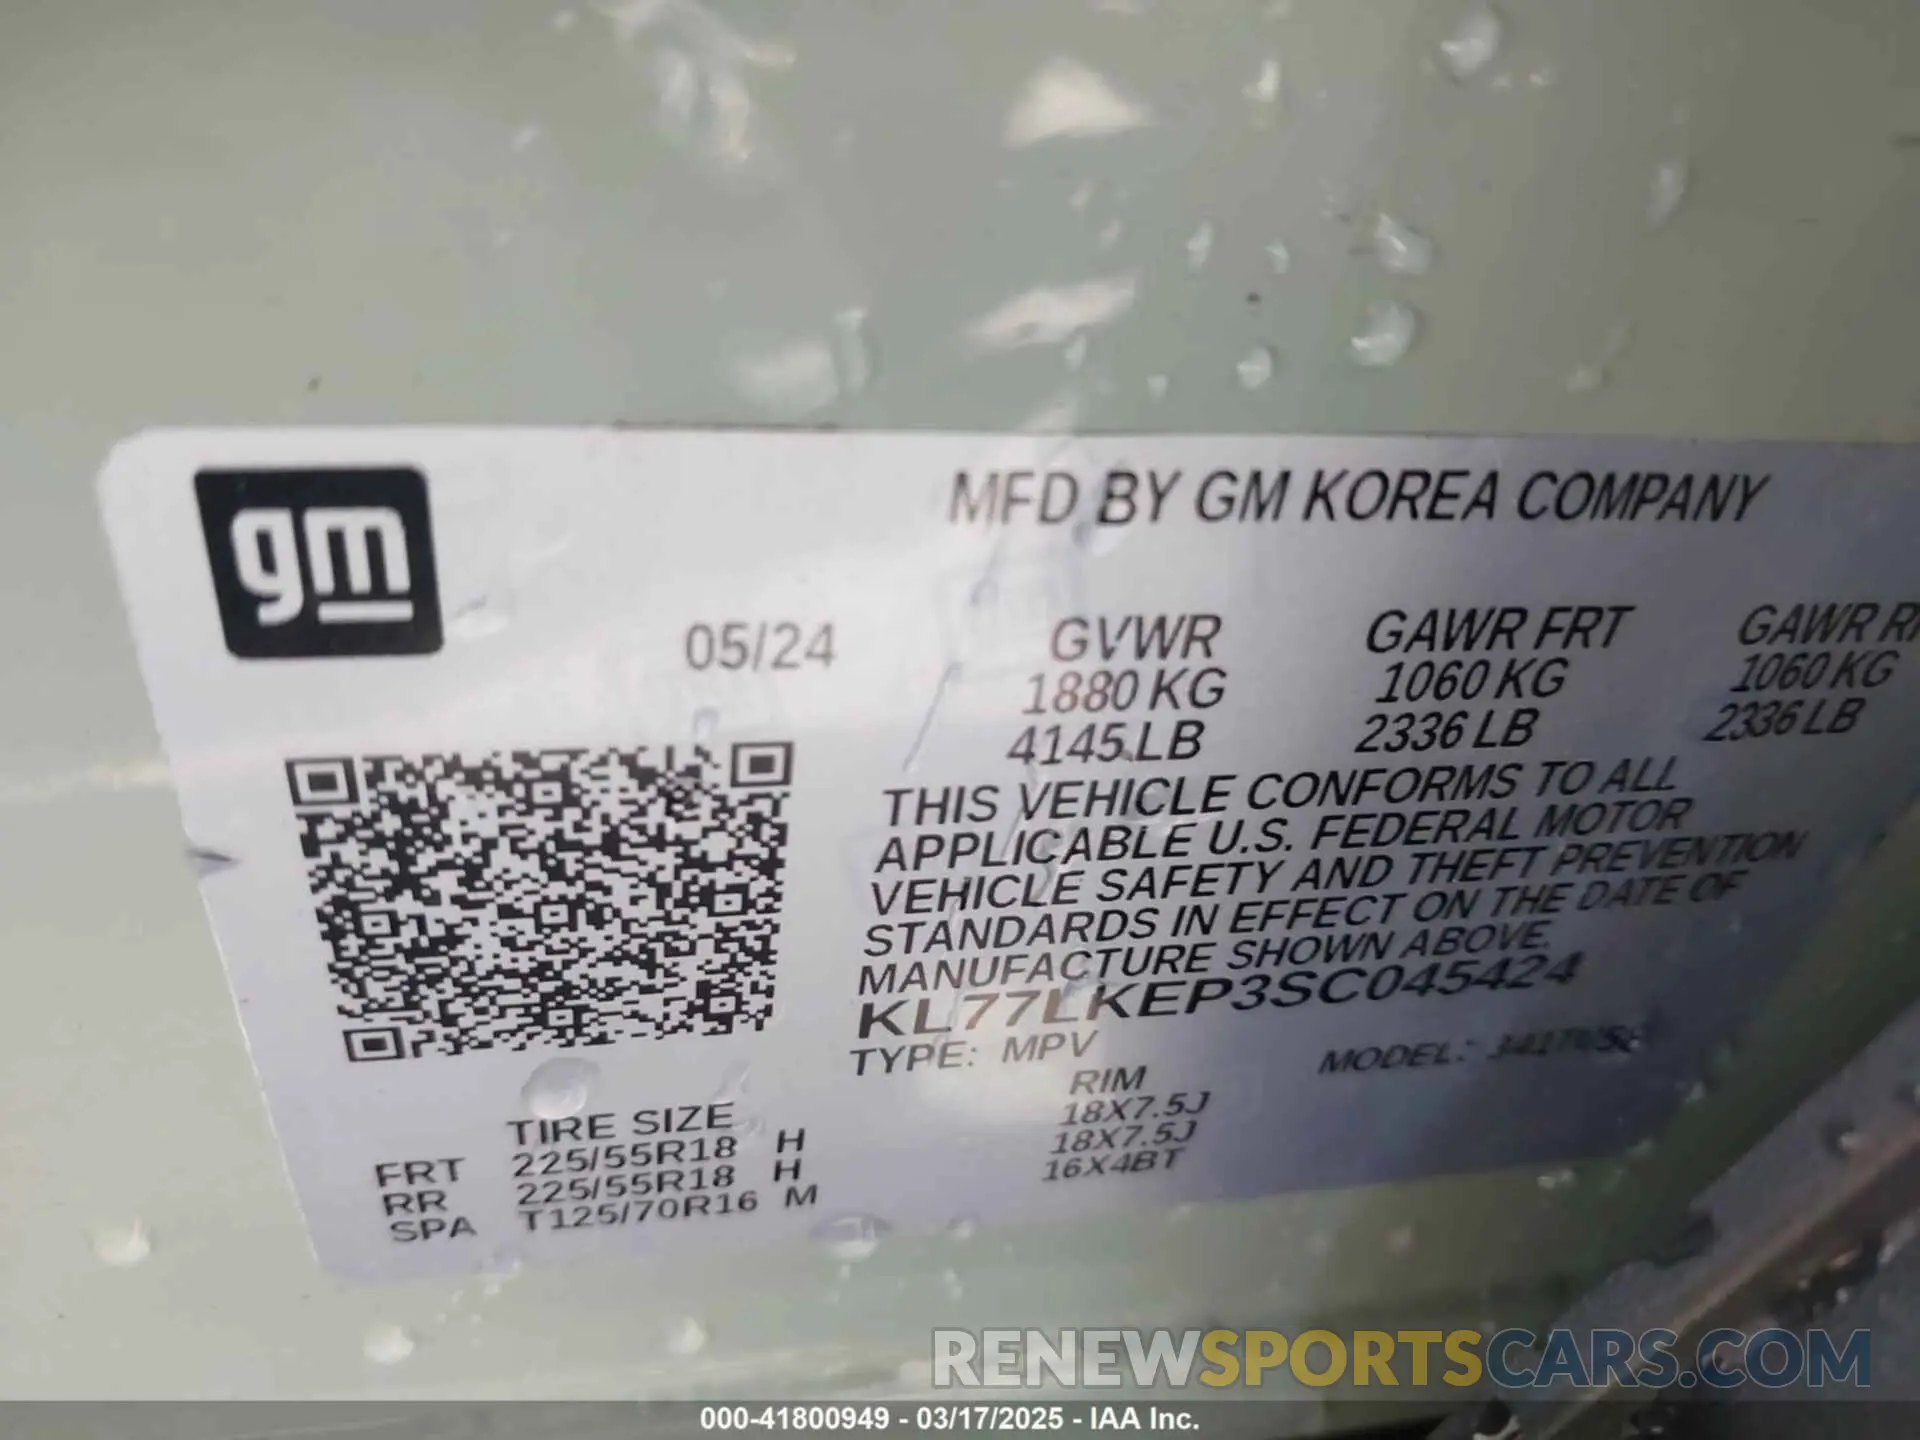 gm
MFD BY GM KOREA COMPANY
05/24 GVWR GAWR FRT GAWR
1880 KG 1060 KG 1060 KG
4145 LB 2336 LB 2336 LB
THIS VEHICLE CONFORMS TO ALL
APPLICABLE U.S. FEDERAL MOTOR
VEHICLE SAFETY AND THEFT PREVENTION
STANDARDS IN EFFECT ON THE DATE OF
MANUFACTURE SHOWN ABOVE.
KL77LKEP3SC045424
TYPE: MPV MODEL:
TIRE SIZE RIM
FRT 225/55R18 H 18X7.5J
RR 225/55R18 H 18X7.5J
SPA T125/70R16 M 16X4BT
RENEWSPORTSCARS.COM
000-41800949 - 03/17/2025 - IAA Inc.